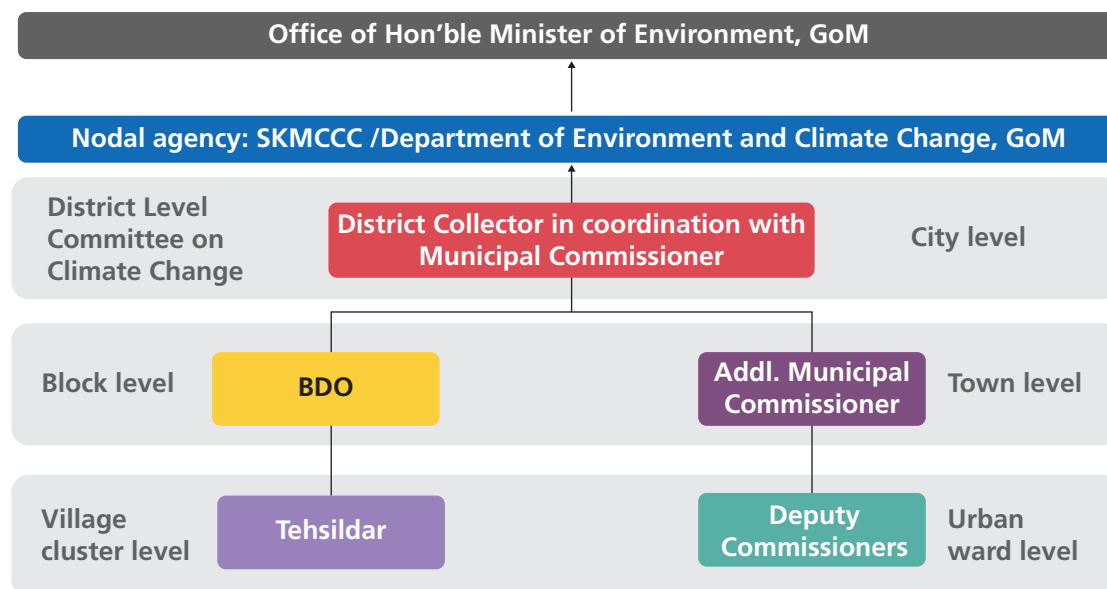 Office of Hon’ble Minister of Environment, GoM
Nodal agency: SKMCCC /Department of Environment and Climate Change, GoM
District Level
Committee on
Climate Change
District Collector in coordination with
Municipal Commissioner
City level
Block level
BDO
Addl. Municipal
Commissioner
Town level
Village
cluster level
Tehsildar
Deputy
Commissioners
Urban
ward level